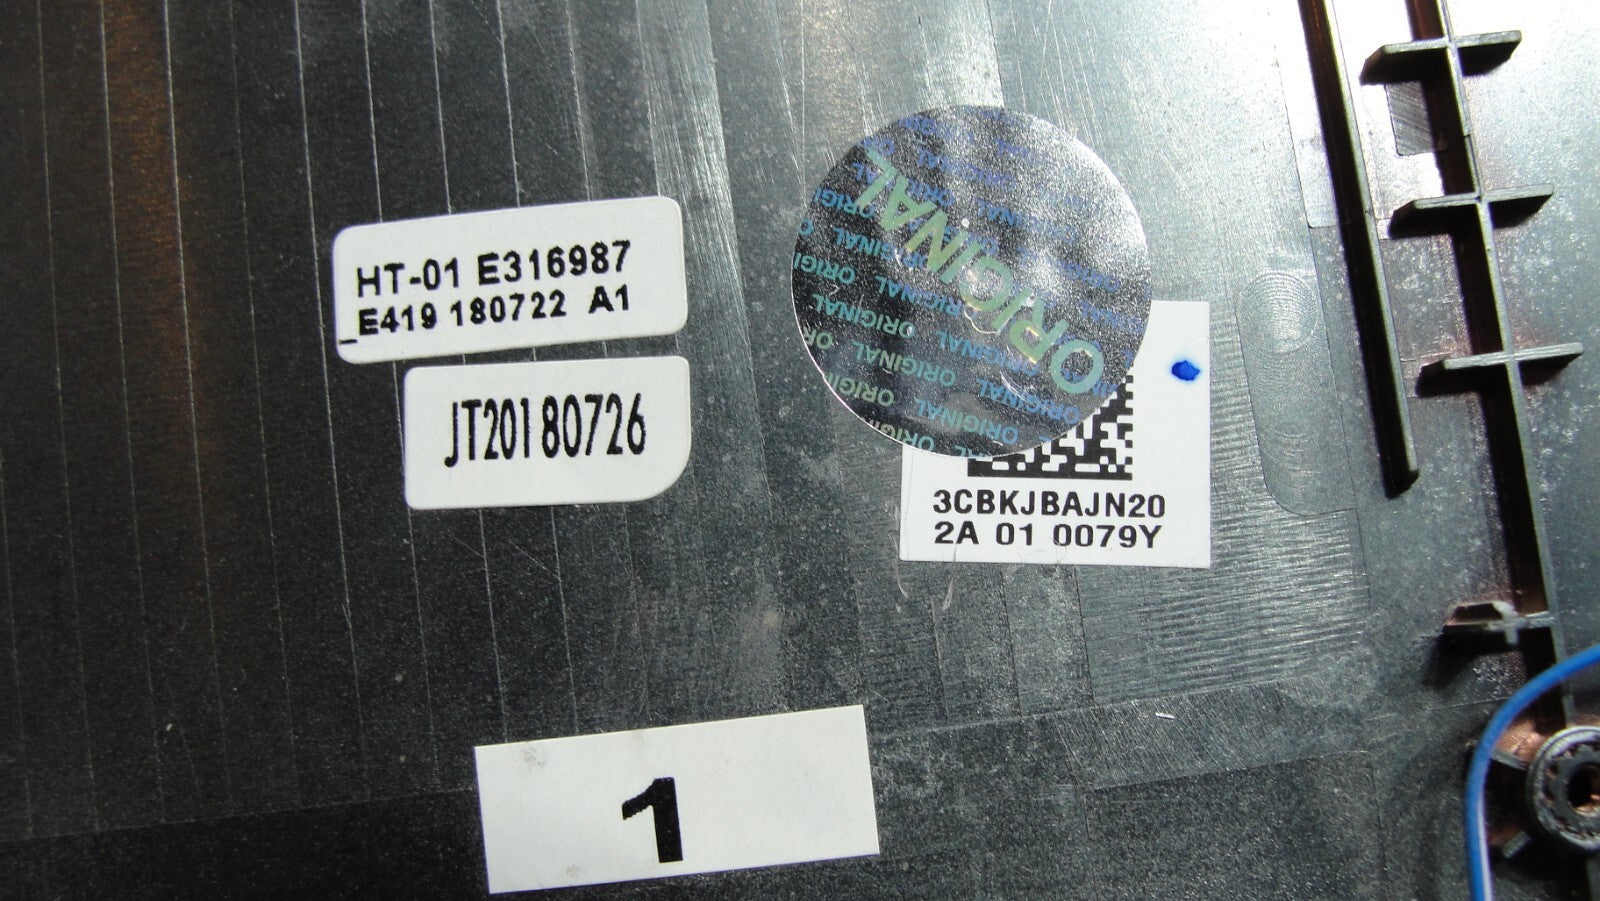 HT-01 E316987
_E419 180722 A1
JT20180726
ORIGINAL
3CBKJBAJN20
2A 01 0079Y
1